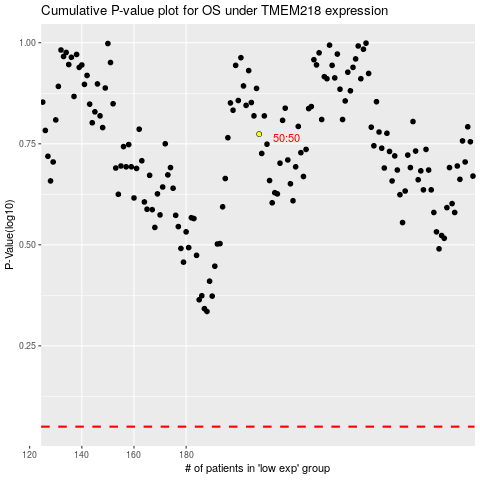 Cumulative P-value plot for OS under TMEM218 expression
P-Value(log10)
1.00
0.75
0.50
0.25
50:50
120 140 160 180
# of patients in 'low exp' group